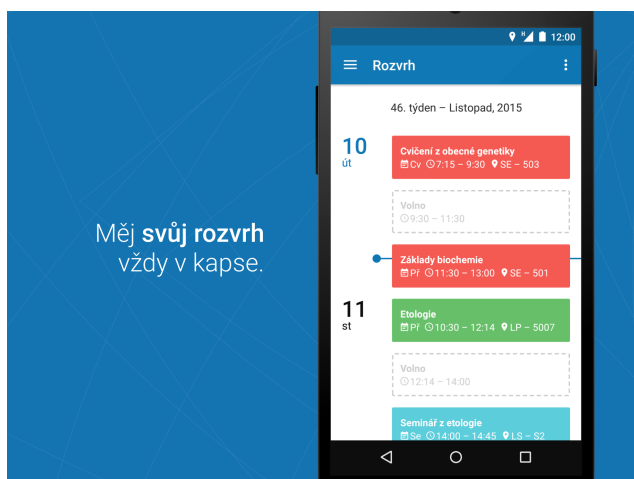 Měj svůj rozvrh
vždy v kapse.
H
12:00
Rozvrh
46. týden – Listopad, 2015
10
út
Cvičení z obecné genetiky
Cv 7:15 – 9:30 SE – 503
Volno
9:30 – 11:30
Základy biochemie
Př 11:30 – 13:00 SE – 501
11
st
Etologie
Př 10:30 – 12:14 LP – 5007
Volno
12:14 – 14:00
Seminář z etologie
Se 14:00 – 14:45 LS – S2